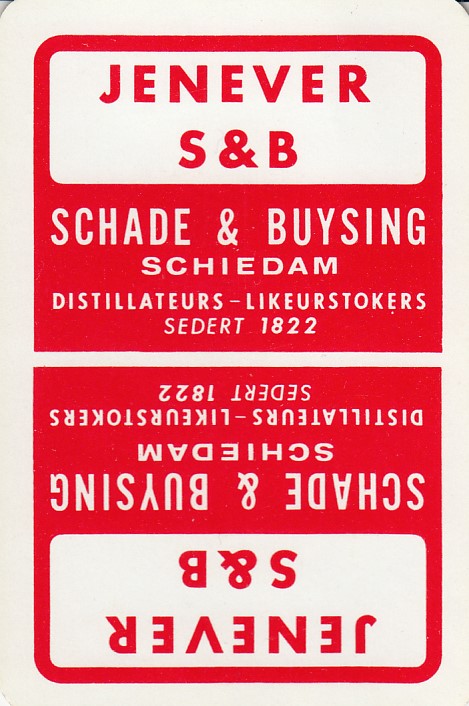 JENEVER
S&B
SCHADE & BUYSING
SCHIEDAM
DISTILLATEURS-LIKEURSTOKERS
SEDERT 1822
JENEVER
S&B
SCHADE & BUYSING
SCHIEDAM
DISTILLATEURS-LIKEURSTOKERS
SEDERT 1822